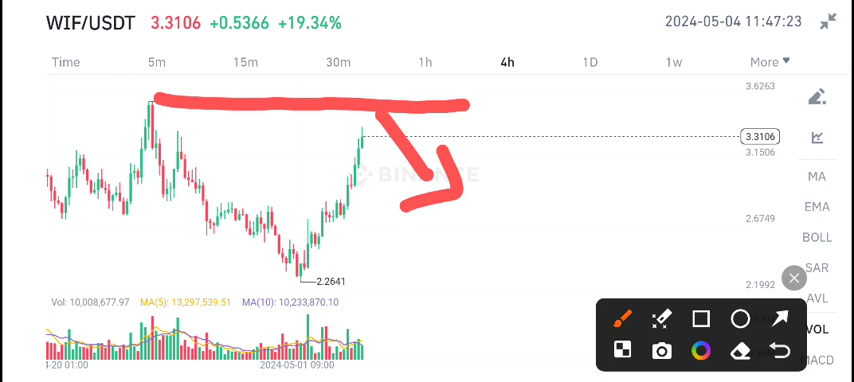 WIF/USDT 3.3106 +0.5366 +19.34% 2024-05-04 11:47:23
Time 5m 15m 30m 1h 4h 1D 1w More
3.6263
3.3106
3.1506
BINANCE
MA
EMA
2.6749
BOLL
2.2641
SAR
2.1992
Vol: 10,008,677.97 MA(5): 13,297,539.51 MA(10): 10,233,870.10
AVL
VOL
MACD
-20 01:00 2024-05-01 09:00